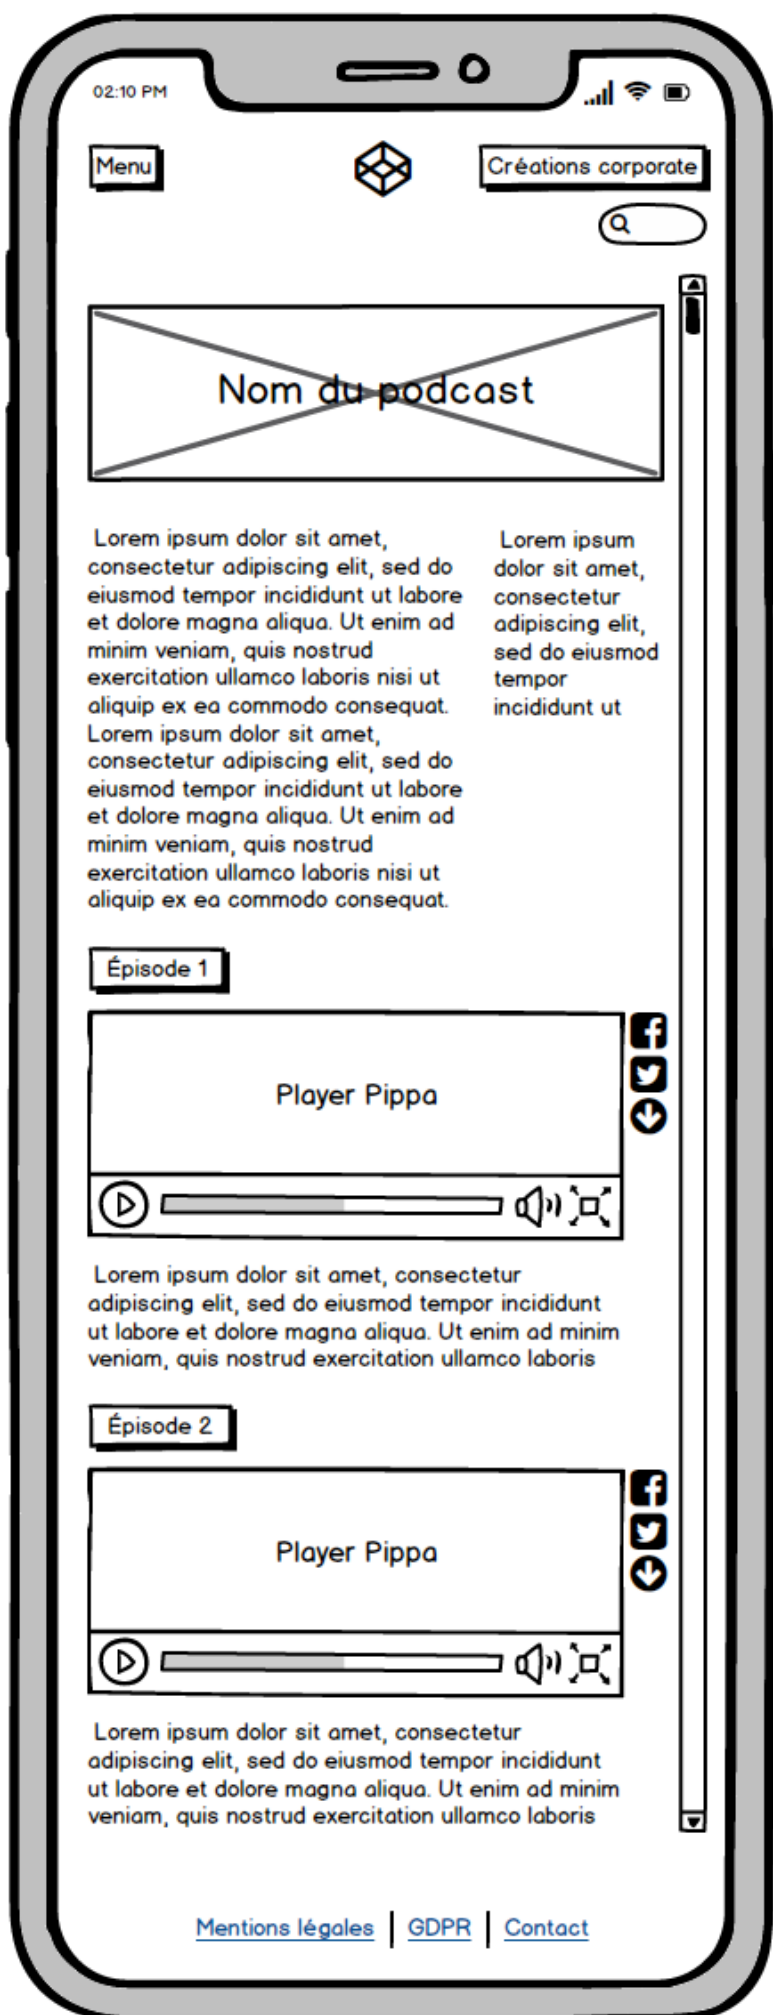 02:10 PM
Menu
Créations corporate
Nom du podcast
Lorem ipsum dolor sit amet,
consectetur adipiscing elit, sed do
eiusmod tempor incididunt ut labore
et dolore magna aliqua. Ut enim ad
minim veniam, quis nostrud
exercitation ullamco laboris nisi ut
aliquip ex ea commodo consequat.
Lorem ipsum dolor sit amet,
consectetur adipiscing elit, sed do
eiusmod tempor incididunt ut labore
et dolore magna aliqua. Ut enim ad
minim veniam, quis nostrud
exercitation ullamco laboris nisi ut
aliquip ex ea commodo consequat.
Lorem ipsum
dolor sit amet,
consectetur
adipiscing elit,
sed do eiusmod
tempor
incididunt ut
Épisode 1
Player Pippa
Lorem ipsum dolor sit amet, consectetur
adipiscing elit, sed do eiusmod tempor incididunt
ut labore et dolore magna aliqua. Ut enim ad minim
veniam, quis nostrud exercitation ullamco laboris
Épisode 2
Player Pippa
Lorem ipsum dolor sit amet, consectetur
adipiscing elit, sed do eiusmod tempor incididunt
ut labore et dolore magna aliqua. Ut enim ad minim
veniam, quis nostrud exercitation ullamco laboris
Mentions légales | GDPR | Contact